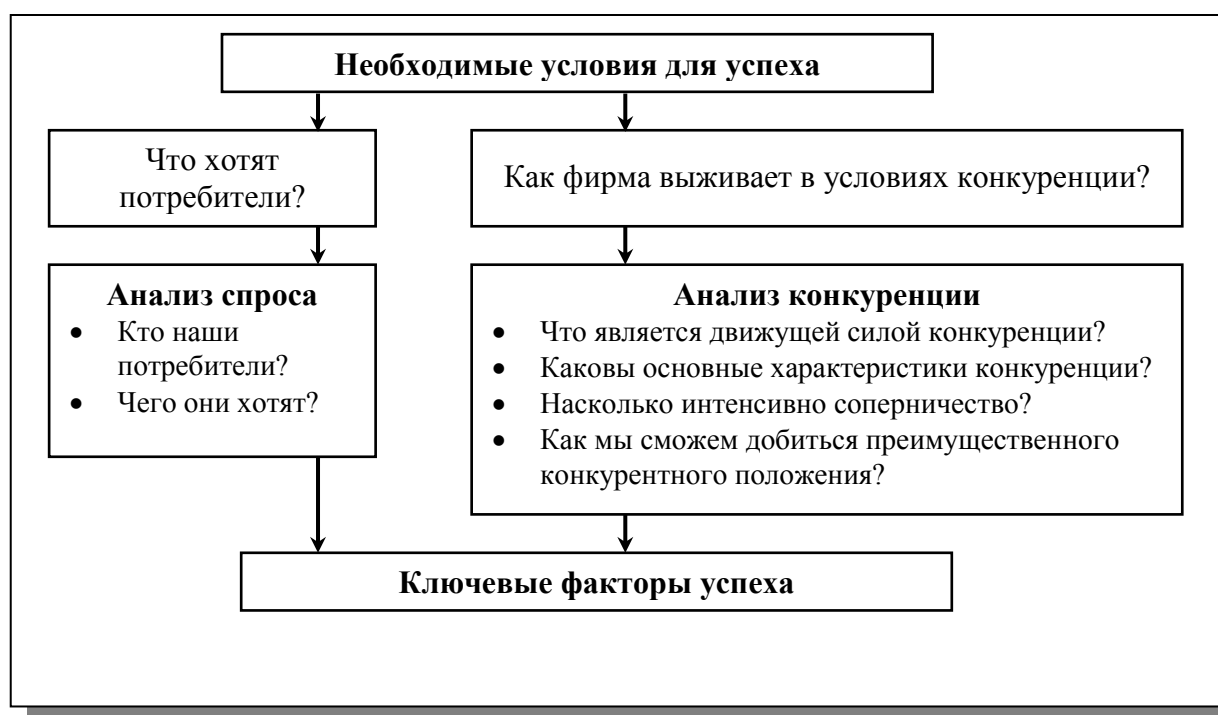 Необходимые условия для успеха
Что хотят
потребители?
Как фирма выживает в условиях конкуренции?
Анализ спроса
• Кто наши
потребители?
• Чего они хотят?
Анализ конкуренции
• Что является движущей силой конкуренции?
• Каковы основные характеристики конкуренции?
• Насколько интенсивно соперничество?
• Как мы сможем добиться преимущественного
конкурентного положения?
Ключевые факторы успеха